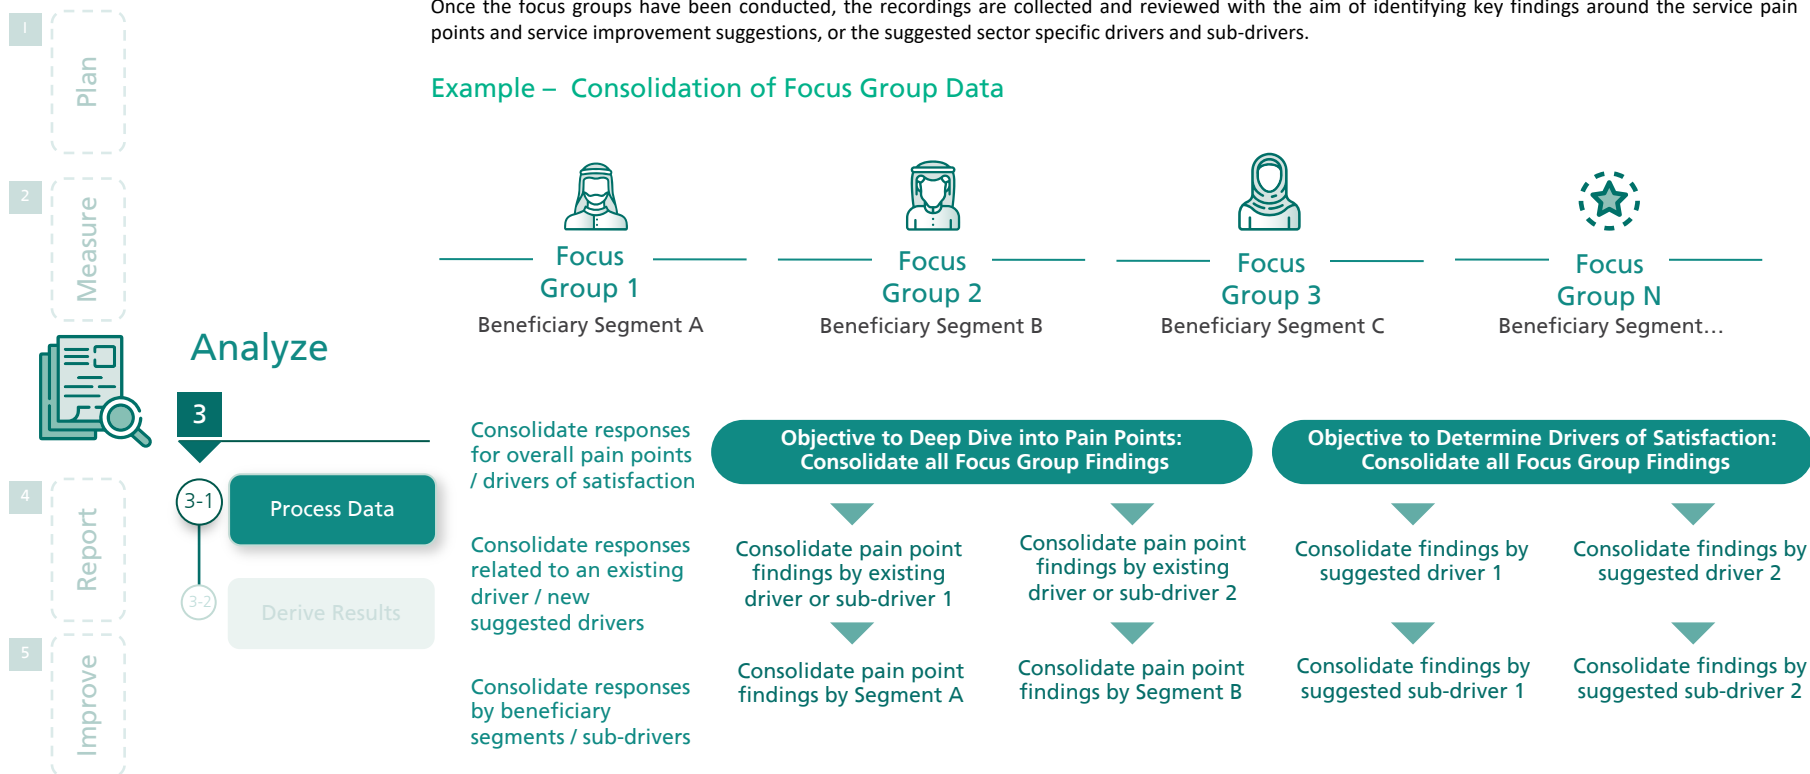 Once the focus groups have been conducted, the recordings are collected and reviewed with the aim of identifying key findings around the service pain
points and service improvement suggestions, or the suggested sector specific drivers and sub-drivers.
Example – Consolidation of Focus Group Data
1
Plan
2
Measure
Analyze
3
3-1
Process Data
3-2
Derive Results
4
Report
5
Improve
Focus
Group 1
Beneficiary Segment A
Focus
Group 2
Beneficiary Segment B
Focus
Group 3
Beneficiary Segment C
Focus
Group N
Beneficiary Segment...
Consolidate responses
for overall pain points
/ drivers of satisfaction
Objective to Deep Dive into Pain Points:
Consolidate all Focus Group Findings
Objective to Determine Drivers of Satisfaction:
Consolidate all Focus Group Findings
Consolidate responses
related to an existing
driver / new
suggested drivers
Consolidate pain point
findings by existing
driver or sub-driver 1
Consolidate pain point
findings by existing
driver or sub-driver 2
Consolidate findings by
suggested driver 1
Consolidate findings by
suggested driver 2
Consolidate responses
by beneficiary
segments / sub-drivers
Consolidate pain point
findings by Segment A
Consolidate pain point
findings by Segment B
Consolidate findings by
suggested sub-driver 1
Consolidate findings by
suggested sub-driver 2